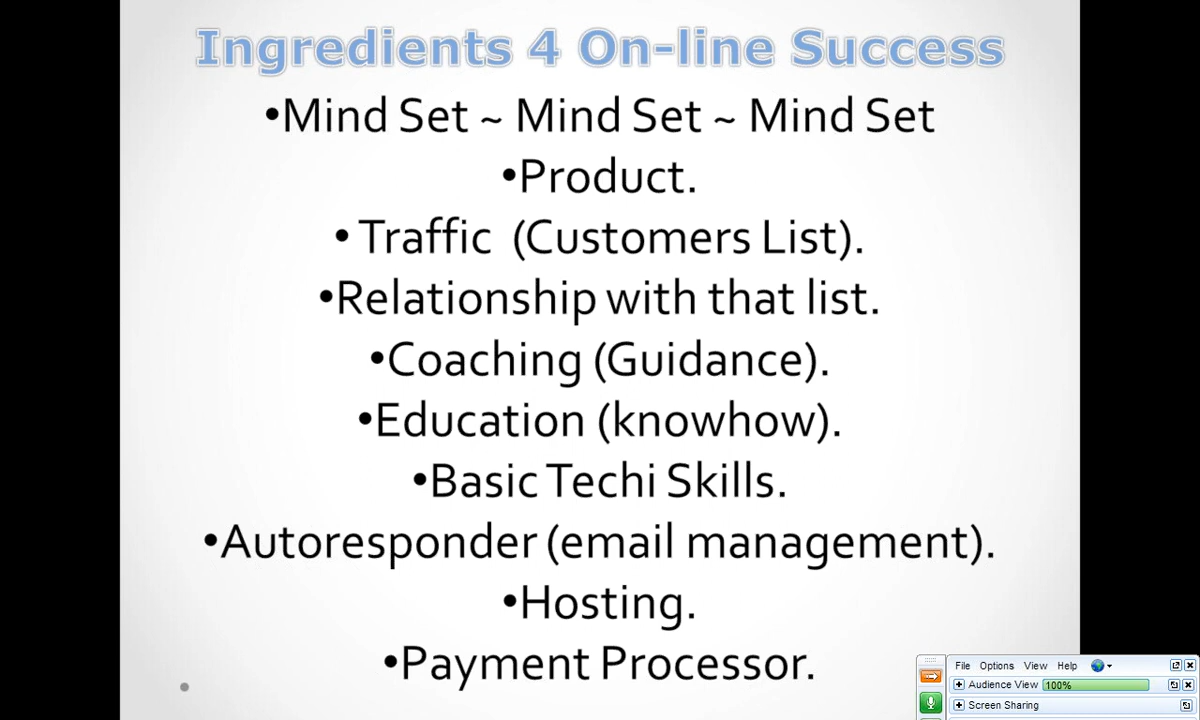 Ingredients 4 On-line Success
•Mind Set ~ Mind Set ~ Mind Set
•Product.
• Traffic (Customers List).
•Relationship with that list.
•Coaching (Guidance).
•Education (knowhow).
•Basic Techi Skills.
•Autoresponder (email management).
•Hosting.
•Payment Processor.
File Options View Help
Audience View 100%
Screen Sharing